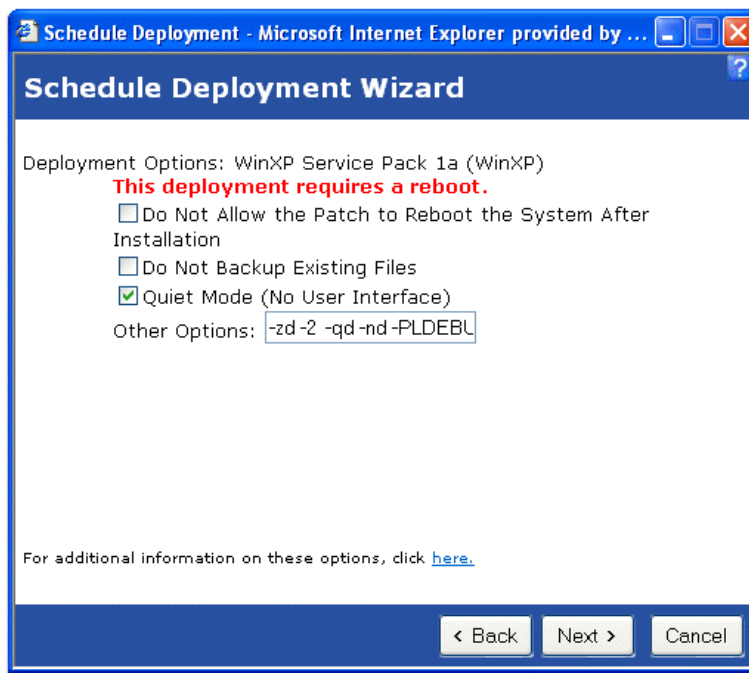 Schedule Deployment - Microsoft Internet Explorer provided by ...
?
Schedule Deployment Wizard
Deployment Options: WinXP Service Pack 1a (WinXP)
This deployment requires a reboot.
Do Not Allow the Patch to Reboot the System After
Installation
Do Not Backup Existing Files
Quiet Mode (No User Interface)
Other Options: -zd -2 -qd -nd -PLDEBU
For additional information on these options, click here.
< Back Next > Cancel